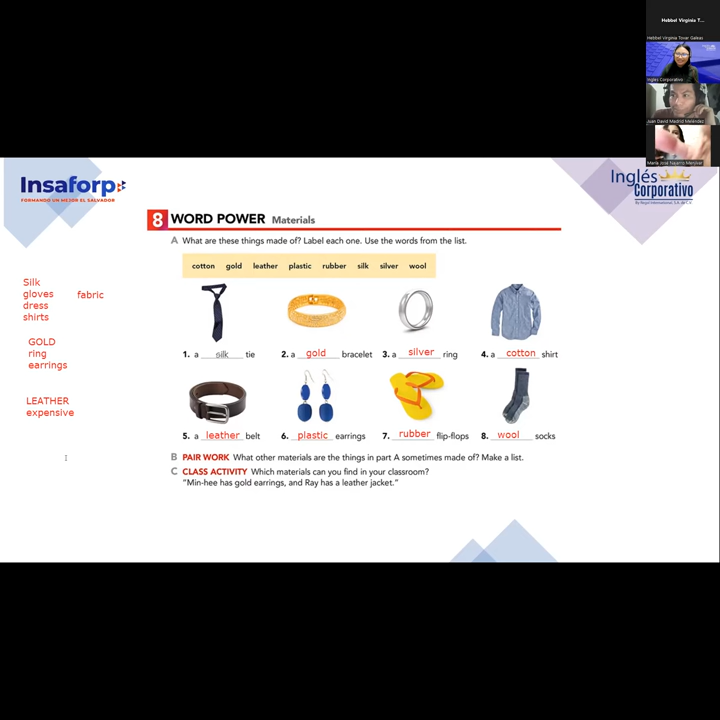 Hebbel Virginia T...
Hebbel Virginia Tovar Galeas
Inglés Corporativo
Juan David Madrid Meléndez
María José Navarro Menjívar
Insaforp
FORMANDO UN MEJOR EL SALVADOR
Inglés
Corporativo
8 WORD POWER Materials
A What are these things made of? Label each one. Use the words from the list.
cotton gold leather plastic rubber silk silver wool
Silk
gloves fabric
dress
shirts
GOLD
ring
earrings
LEATHER
expensive
1. a silk tie 2. a gold bracelet 3. a silver ring 4. a cotton shirt
5. a leather belt 6. plastic earrings 7. rubber flip-flops 8. wool socks
B PAIR WORK What other materials are the things in part A sometimes made of? Make a list.
C CLASS ACTIVITY Which materials can you find in your classroom?
"Min-hee has gold earrings, and Ray has a leather jacket."